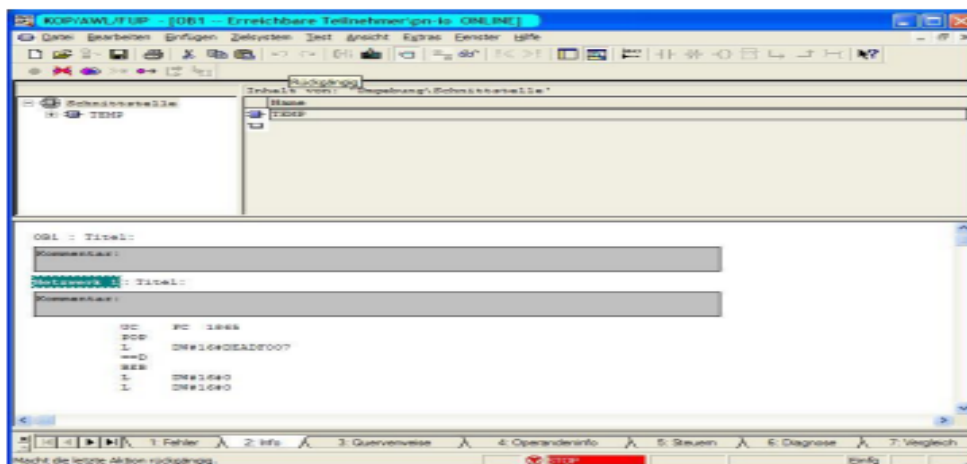 KOP/AWL/FUP - [OB1 -- Erreichbare Teilnehmer\pn-io ONLINE]
Datei Bearbeiten Einfügen Zielsystem Test Ansicht Extras Fenster Hilfe
Rückgängig
Inhalt von: 'Umgebung\Schnittstelle'
Schnittstelle
Name
TEMP
TEMP
OB1 : Titel:
Kommentar:
Netzwerk 1: Titel:
Kommentar:
UC FC 1865
POP
L DW#16#DEADF007
==D
BEB
L DW#16#0
L DW#16#0
1: Fehler 2: Info 3: Querverweise 4: Operandeninfo 5: Steuern 6: Diagnose 7: Vergleich
Macht die letzte Aktion rückgängig. STOP Einfg